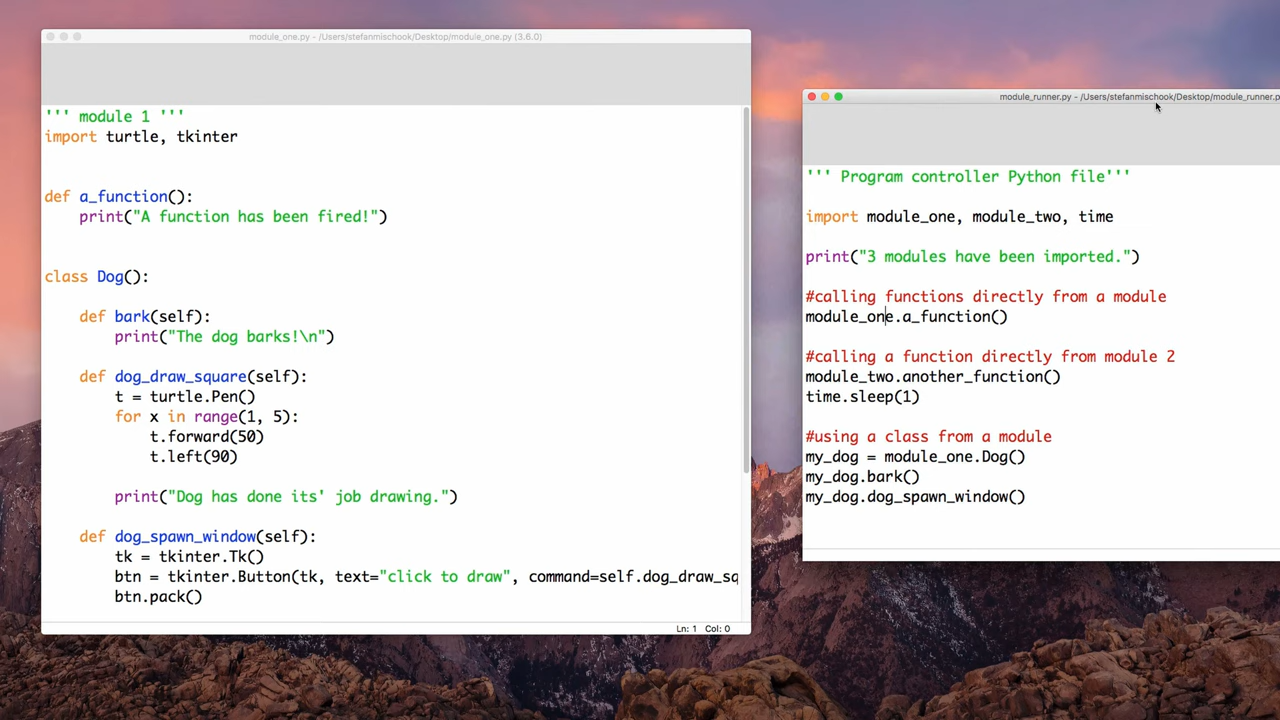 module_one.py - /Users/stefanmischook/Desktop/module_one.py (3.6.0)
''' module 1 '''
import turtle, tkinter
def a_function():
    print("A function has been fired!")
class Dog():
    def bark(self):
        print("The dog barks!\n")
    def dog_draw_square(self):
        t = turtle.Pen()
        for x in range(1, 5):
            t.forward(50)
            t.left(90)
        print("Dog has done its' job drawing.")
    def dog_spawn_window(self):
        tk = tkinter.Tk()
        btn = tkinter.Button(tk, text="click to draw", command=self.dog_draw_sq
        btn.pack()
Ln: 1 Col: 0
module_runner.py - /Users/stefanmischook/Desktop/module_runner.p
''' Program controller Python file'''
import module_one, module_two, time
print("3 modules have been imported.")
#calling functions directly from a module
module_one.a_function()
#calling a function directly from module 2
module_two.another_function()
time.sleep(1)
#using a class from a module
my_dog = module_one.Dog()
my_dog.bark()
my_dog.dog_spawn_window()